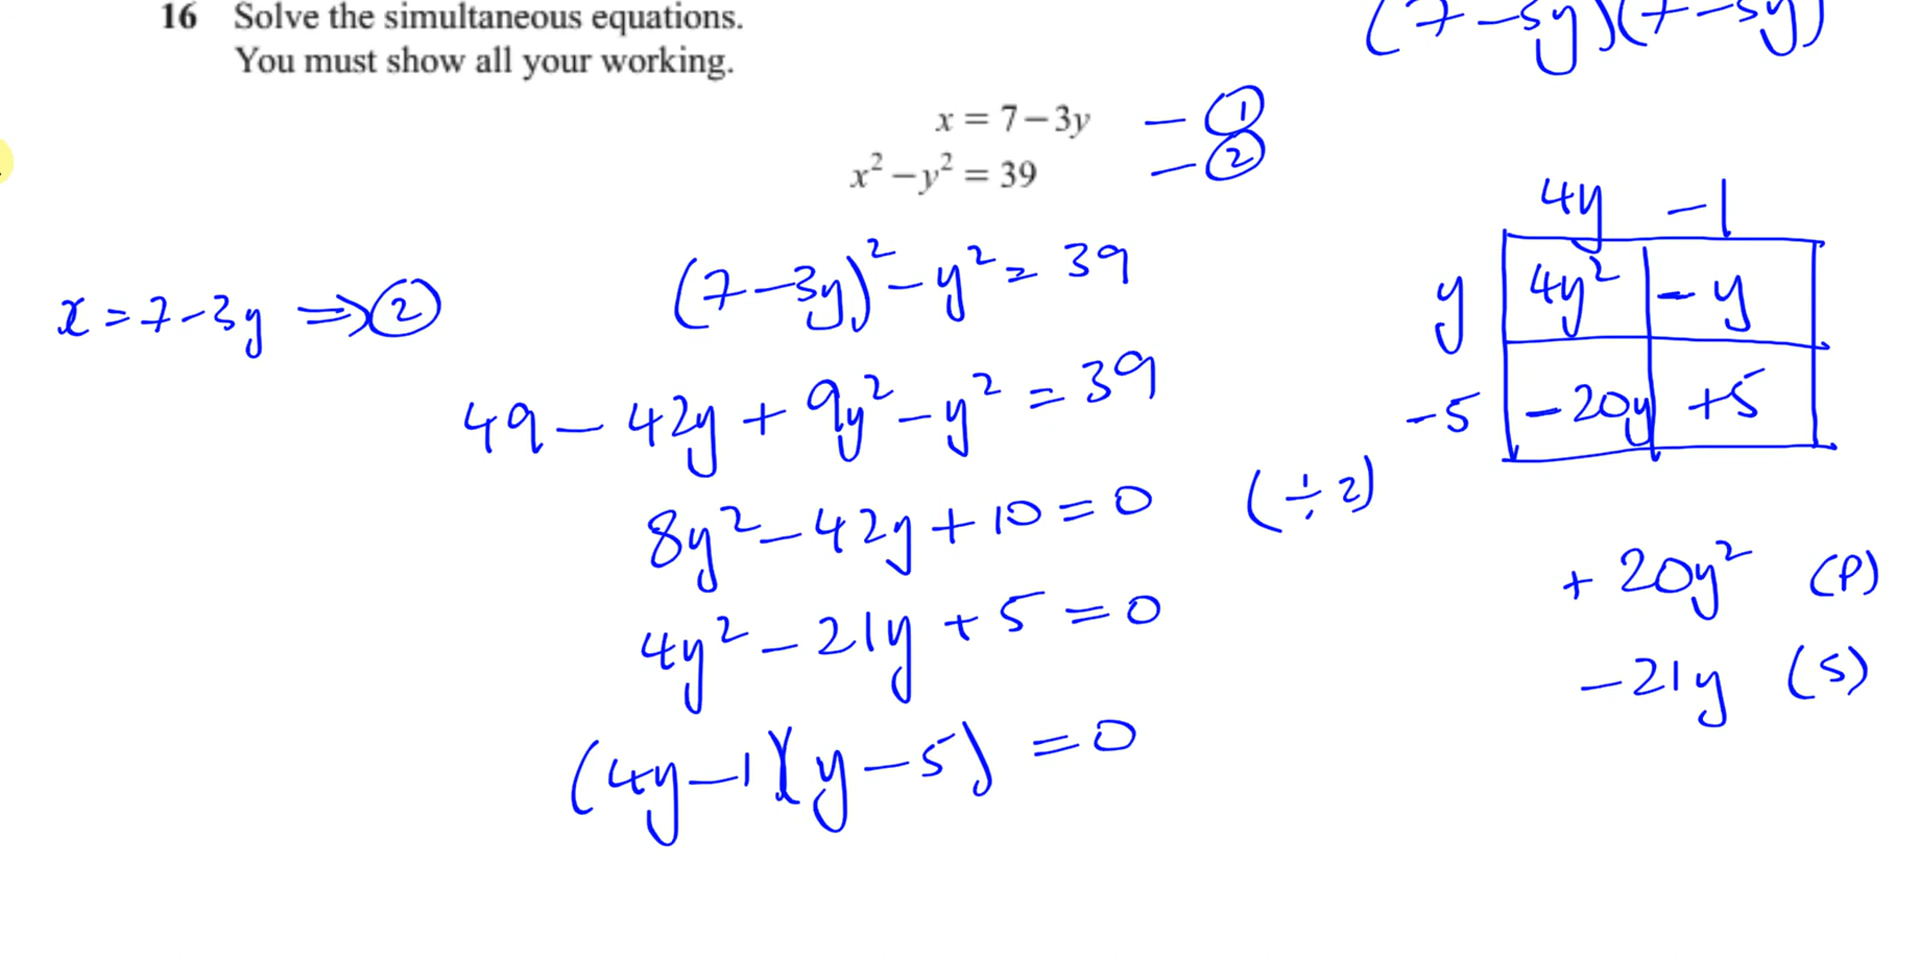 16 Solve the simultaneous equations.
You must show all your working.
(7-3y)(7-3y)
x = 7 – 3y – ①
x² – y² = 39 – ②
x = 7-3y ⇒ ②
(7-3y)² - y² = 39
49 - 42y + 9y² - y² = 39
8y² - 42y + 10 = 0 (÷2)
4y² - 21y + 5 = 0
(4y-1)(y-5) = 0
4y -1
y 4y² -y
-5 -20y +5
+ 20y² (P)
-21y (S)